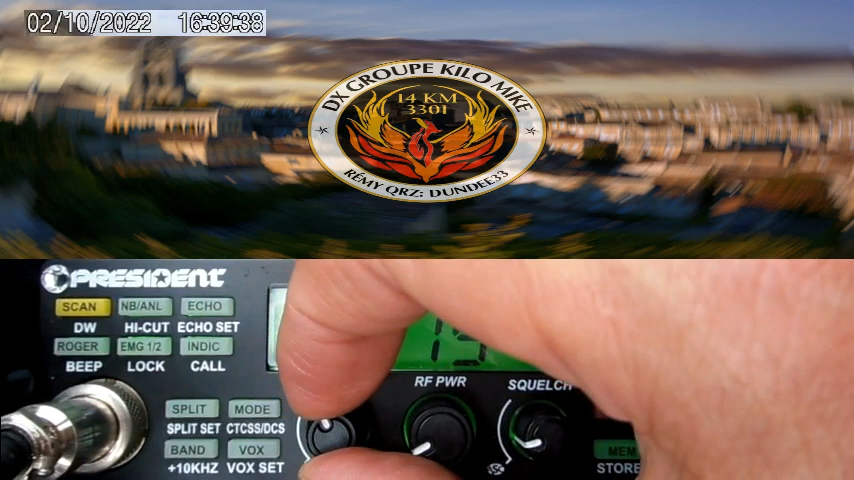 02/10/2022 16:39:38
DX GROUPE KILO MIKE
14 KM
3301
RÉMY QRZ: DUNDEE33
PRESIDENT
SCAN NB/ANL ECHO
DW HI-CUT ECHO SET
ROGER EMG 1/2 INDIC
BEEP LOCK CALL
RF PWR SQUELCH
SPLIT MODE
SPLIT SET CTCSS/DCS
BAND VOX
+10KHZ VOX SET
MEM
STORE